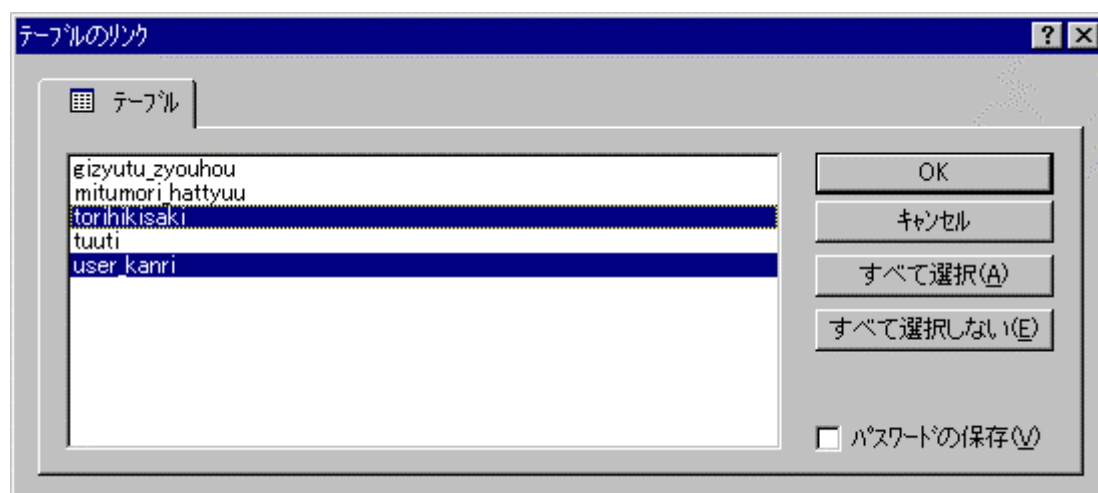 テーブルのリンク
テーブル
gizyutu_zyouhou
mitumori_hattyuu
torihikisaki
tuuti
user_kanri
OK
キャンセル
すべて選択(A)
すべて選択しない(E)
パスワードの保存(V)